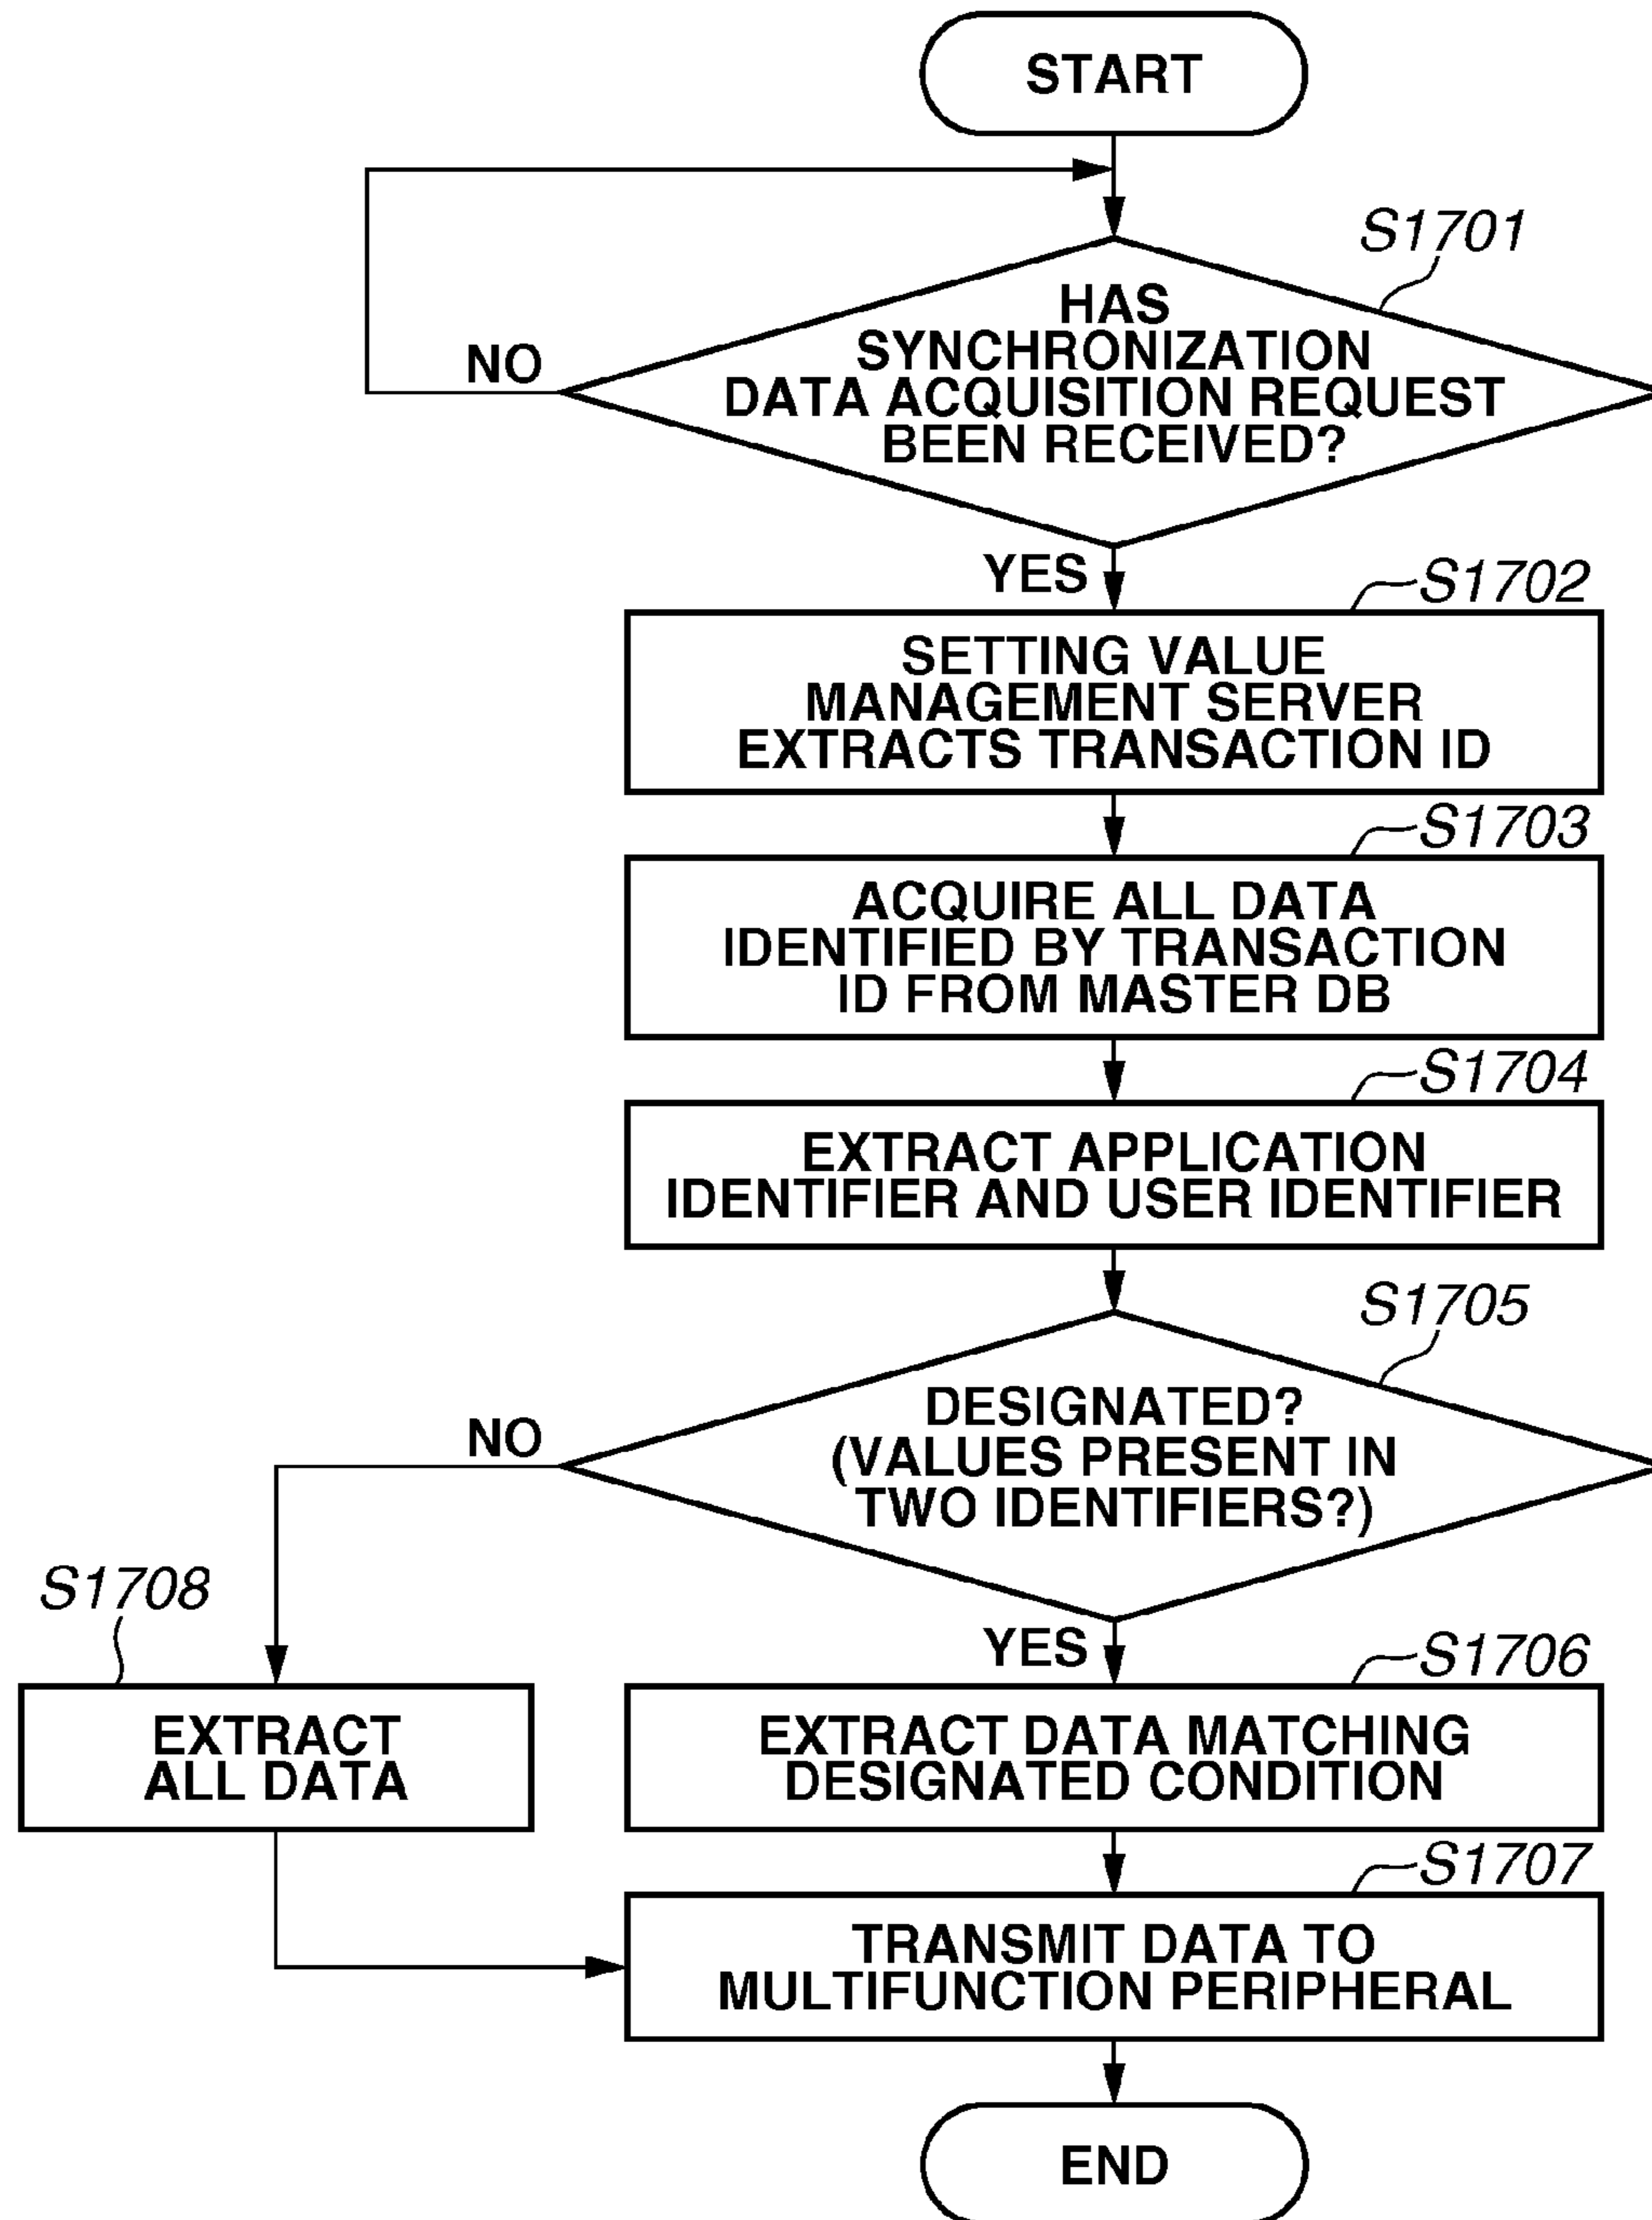 START
S1701
HAS
SYNCHRONIZATION
DATA ACQUISITION REQUEST
BEEN RECEIVED?
NO
YES
S1702
SETTING VALUE
MANAGEMENT SERVER
EXTRACTS TRANSACTION ID
S1703
ACQUIRE ALL DATA
IDENTIFIED BY TRANSACTION
ID FROM MASTER DB
S1704
EXTRACT APPLICATION
IDENTIFIER AND USER IDENTIFIER
S1705
DESIGNATED?
(VALUES PRESENT IN
TWO IDENTIFIERS?)
NO
YES
S1708
EXTRACT
ALL DATA
S1706
EXTRACT DATA MATCHING
DESIGNATED CONDITION
S1707
TRANSMIT DATA TO
MULTIFUNCTION PERIPHERAL
END